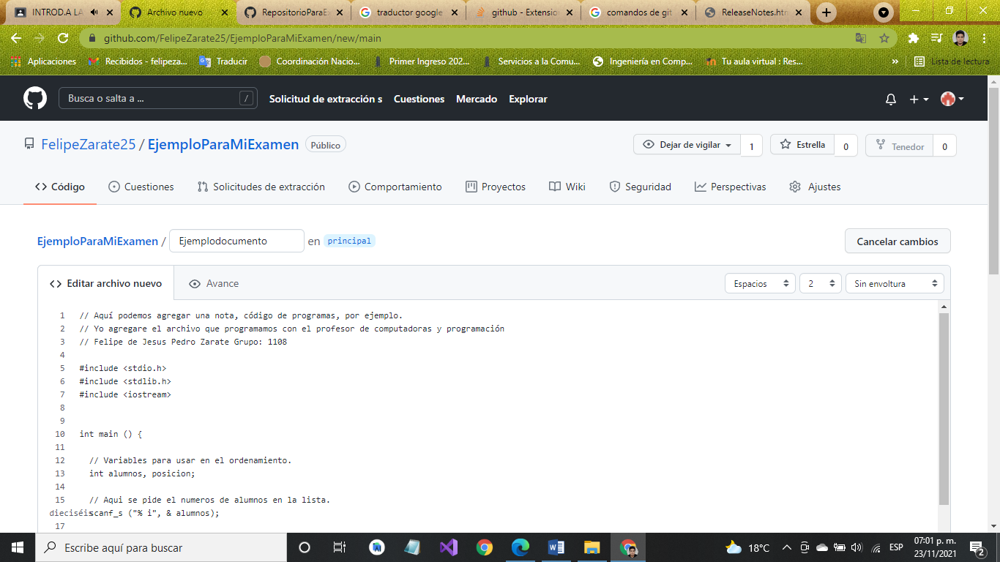 INTROD.A LA
Archivo nuevo
RepositorioParaE
traductor google
github - Extension
comandos de git
ReleaseNotes.htm
github.com/FelipeZarate25/EjemploParaMiExamen/new/main
Aplicaciones
Recibidos - felipeza...
Traducir
Coordinación Nacio...
Primer Ingreso 202...
Servicios a la Comu...
Ingeniería en Comp...
Tu aula virtual : Res...
»
Lista de lectura
Busca o salta a ...
/
Solicitud de extracción s
Cuestiones
Mercado
Explorar
FelipeZarate25 / EjemploParaMiExamen
Público
Dejar de vigilar
1
Estrella
0
Tenedor
0
Código
Cuestiones
Solicitudes de extracción
Comportamiento
Proyectos
Wiki
Seguridad
Perspectivas
Ajustes
EjemploParaMiExamen / Ejemplodocumento en principal
Cancelar cambios
Editar archivo nuevo
Avance
Espacios
2
Sin envoltura
1 // Aquí podemos agregar una nota, código de programas, por ejemplo.
2 // Yo agregare el archivo que programamos con el profesor de computadoras y programación
3 // Felipe de Jesus Pedro Zarate Grupo: 1108
4
5 #include <stdio.h>
6 #include <stdlib.h>
7 #include <iostream>
8
9
10 int main () {
11
12 // Variables para usar en el ordenamiento.
13 int alumnos, posicion;
14
15 // Aqui se pide el numeros de alumnos en la lista.
dieciséis scanf_s ("% i", & alumnos);
17
Escribe aquí para buscar
18°C
ESP
07:01 p. m.
23/11/2021
2